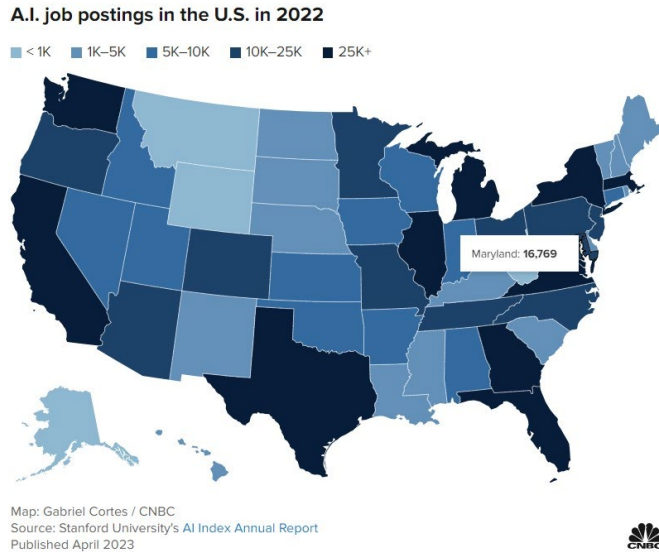 A.I. job postings in the U.S. in 2022
< 1K 1K–5K 5K–10K 10K–25K 25K+
Maryland: 16,769
Map: Gabriel Cortes / CNBC
Source: Stanford University's AI Index Annual Report
Published April 2023
CNBC